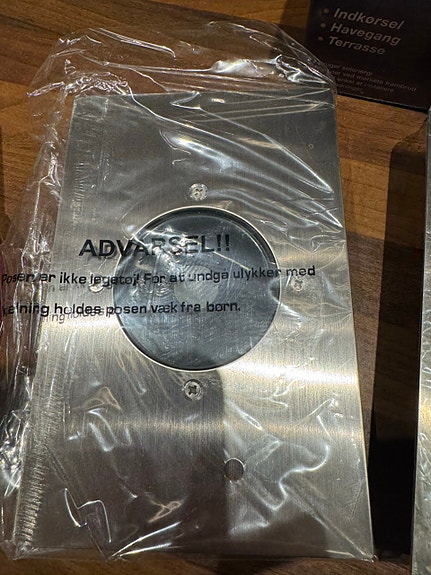 • Indkørsel
• Havegang
• Terrasse
ADVARSEL!!
Posen er ikke legetøj! For at undgå ulykker med
kvælning holdes posen væk fra børn.